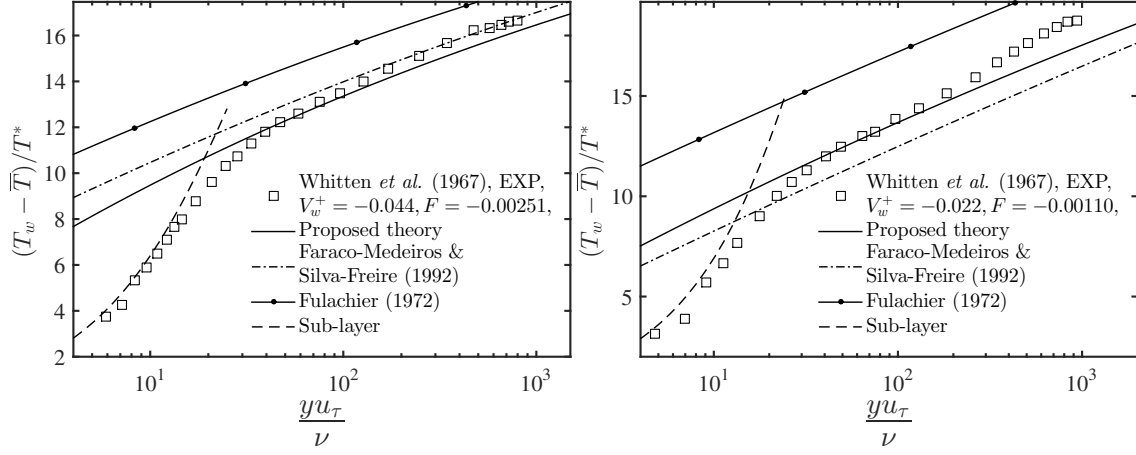 (T_w − \overline{T})/T*
16
14
12
10
8
6
4
2
Whitten et al. (1967), EXP,
V_w^+ = −0.044, F = −0.00251,
Proposed theory
Faraco-Medeiros &
Silva-Freire (1992)
Fulachier (1972)
Sub-layer
10^1
10^2
10^3
yu_τ
ν
(T_w − \overline{T})/T*
15
10
5
Whitten et al. (1967), EXP,
V_w^+ = −0.022, F = −0.00110,
Proposed theory
Faraco-Medeiros &
Silva-Freire (1992)
Fulachier (1972)
Sub-layer
10^1
10^2
10^3
yu_τ
ν